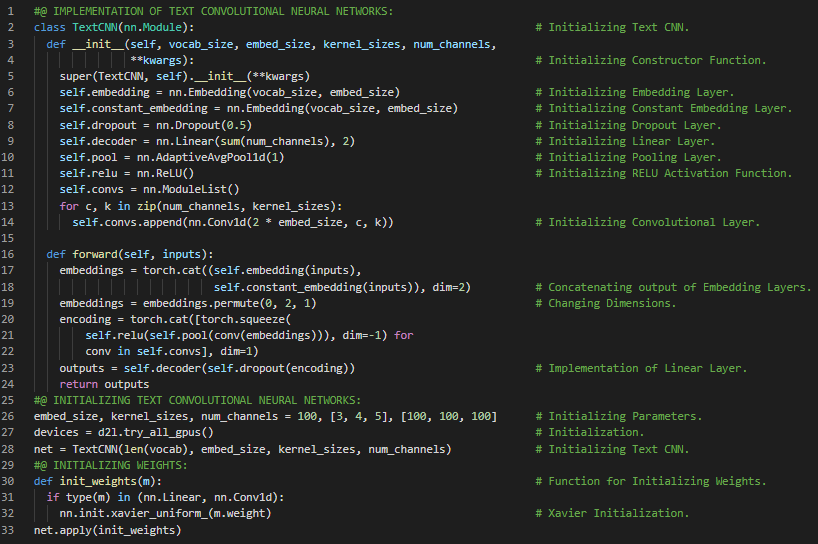 1 #@ IMPLEMENTATION OF TEXT CONVOLUTIONAL NEURAL NETWORKS:
2 class TextCNN(nn.Module): # Initializing Text CNN.
3 def __init__(self, vocab_size, embed_size, kernel_sizes, num_channels,
4 **kwargs): # Initializing Constructor Function.
5 super(TextCNN, self).__init__(**kwargs)
6 self.embedding = nn.Embedding(vocab_size, embed_size) # Initializing Embedding Layer.
7 self.constant_embedding = nn.Embedding(vocab_size, embed_size) # Initializing Constant Embedding Layer.
8 self.dropout = nn.Dropout(0.5) # Initializing Dropout Layer.
9 self.decoder = nn.Linear(sum(num_channels), 2) # Initializing Linear Layer.
10 self.pool = nn.AdaptiveAvgPool1d(1) # Initializing Pooling Layer.
11 self.relu = nn.ReLU() # Initializing RELU Activation Function.
12 self.convs = nn.ModuleList()
13 for c, k in zip(num_channels, kernel_sizes):
14 self.convs.append(nn.Conv1d(2 * embed_size, c, k)) # Initializing Convolutional Layer.
15
16 def forward(self, inputs):
17 embeddings = torch.cat((self.embedding(inputs),
18 self.constant_embedding(inputs)), dim=2) # Concatenating output of Embedding Layers.
19 embeddings = embeddings.permute(0, 2, 1) # Changing Dimensions.
20 encoding = torch.cat([torch.squeeze(
21 self.relu(self.pool(conv(embeddings))), dim=-1) for
22 conv in self.convs], dim=1)
23 outputs = self.decoder(self.dropout(encoding)) # Implementation of Linear Layer.
24 return outputs
25 #@ INITIALIZING TEXT CONVOLUTIONAL NEURAL NETWORKS:
26 embed_size, kernel_sizes, num_channels = 100, [3, 4, 5], [100, 100, 100] # Initializing Parameters.
27 devices = d2l.try_all_gpus() # Initialization.
28 net = TextCNN(len(vocab), embed_size, kernel_sizes, num_channels) # Initializing Text CNN.
29 #@ INITIALIZING WEIGHTS:
30 def init_weights(m): # Function for Initializing Weights.
31 if type(m) in (nn.Linear, nn.Conv1d):
32 nn.init.xavier_uniform_(m.weight) # Xavier Initialization.
33 net.apply(init_weights)